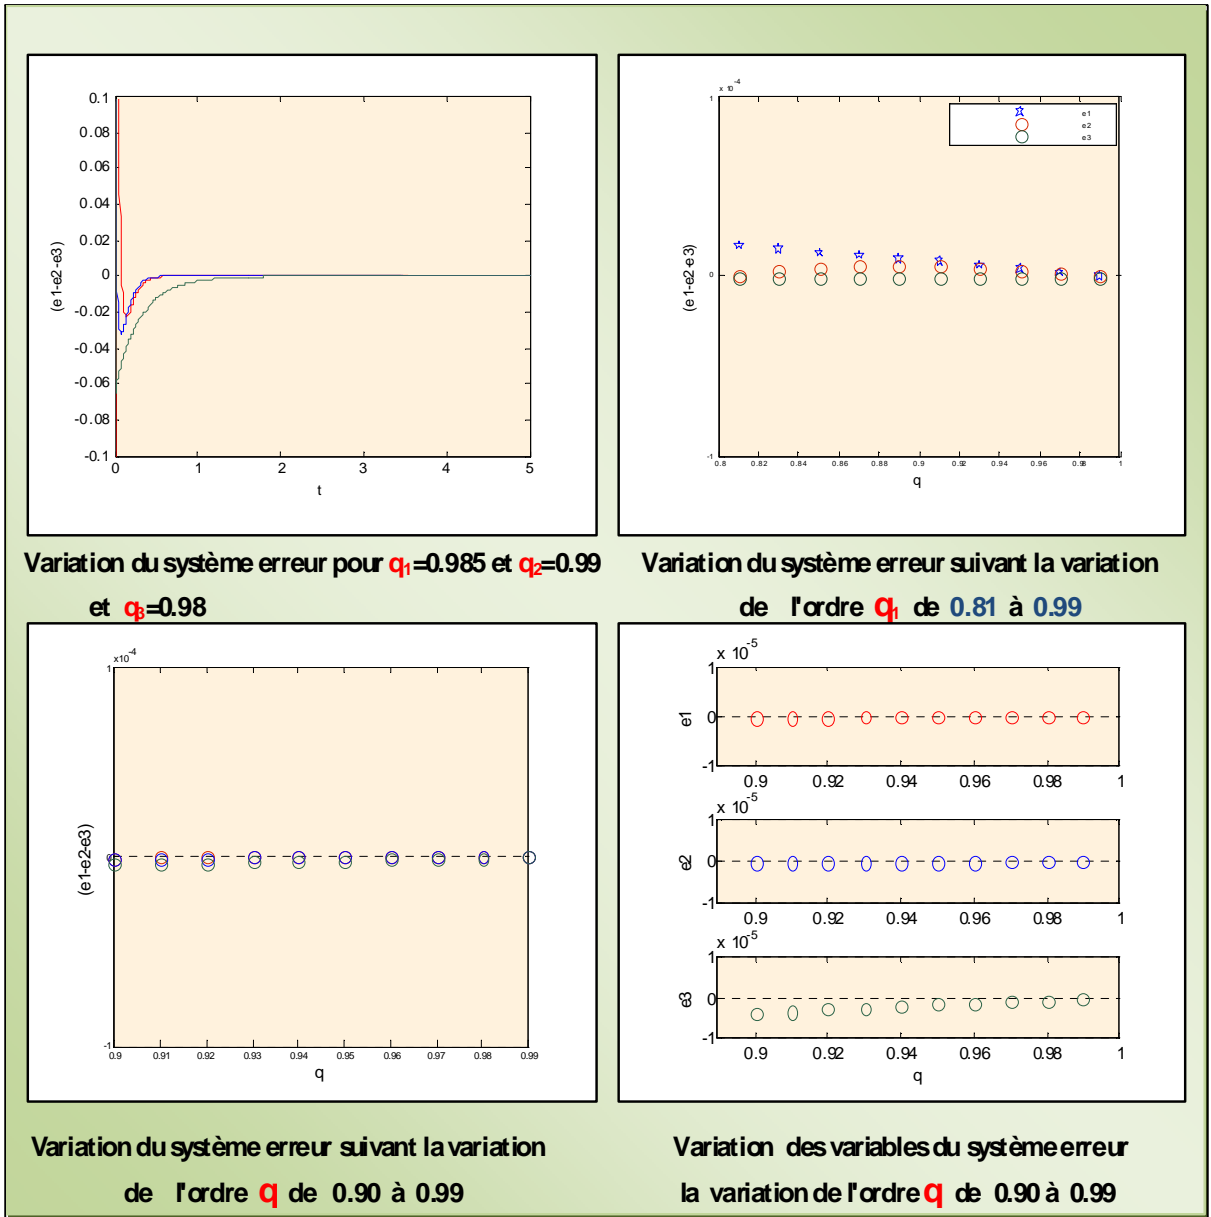 0.1
0.08
0.06
0.04
0.02
0
-0.02
-0.04
-0.06
-0.08
-0.1
(e1-e2-e3)
0 1 2 3 4 5
t
Variation du système erreur pour q1=0.985 et q2=0.99
et q3=0.98
x 10-4
1
0
-1
(e1-e2-e3)
e1
e2
e3
0.8 0.82 0.84 0.86 0.88 0.9 0.92 0.94 0.96 0.98 1
q
Variation du système erreur suivant la variation
de l'ordre q1 de 0.81 à 0.99
x10-4
1
0
-1
(e1-e2-e3)
0.9 0.91 0.92 0.93 0.94 0.95 0.96 0.97 0.98 0.99
q
Variation du système erreur suivant la variation
de l'ordre q de 0.90 à 0.99
x 10-5
1
0
-1
e1
0.9 0.92 0.94 0.96 0.98 1
x 10-5
1
0
-1
e2
0.9 0.92 0.94 0.96 0.98 1
x 10-5
1
0
-1
e3
0.9 0.92 0.94 0.96 0.98 1
q
Variation des variables du système erreur
la variation de l'ordre q de 0.90 à 0.99